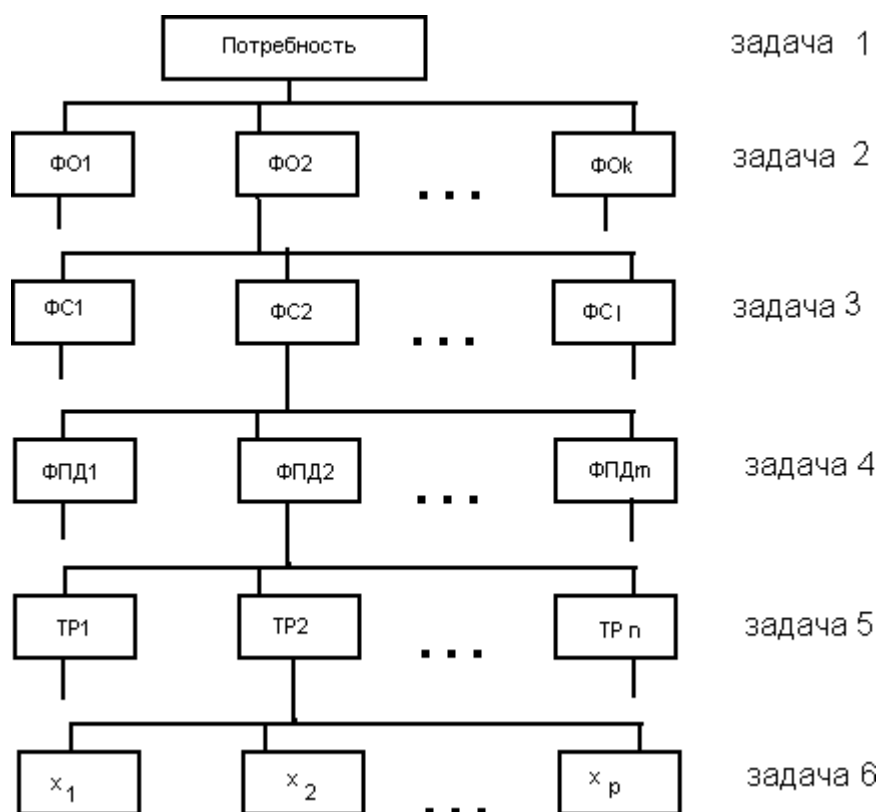 Потребность задача 1
ФО1 ФО2 ... ФОk задача 2
ФС1 ФС2 ... ФСl задача 3
ФПД1 ФПД2 ... ФПДm задача 4
ТР1 ТР2 ... ТР n задача 5
x1 x2 ... xp задача 6